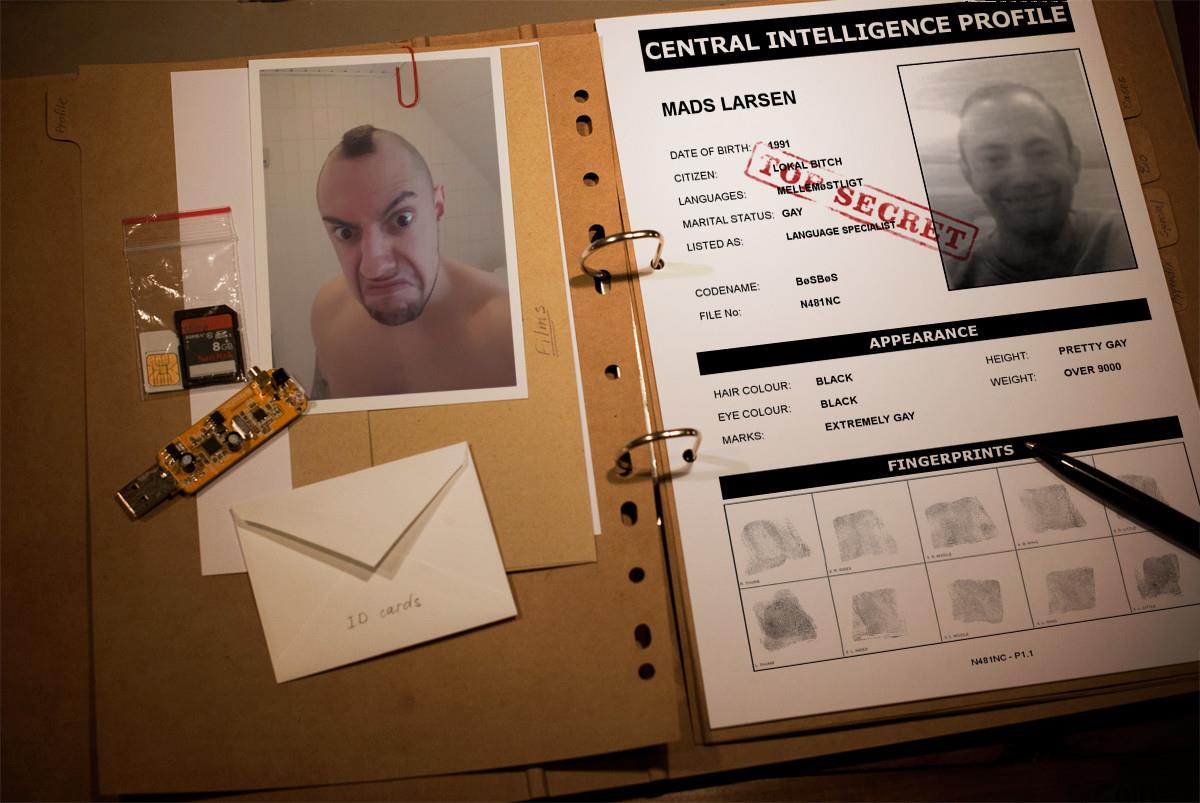 Profile
Films
SanDisk
8GB
ID cards
CENTRAL INTELLIGENCE PROFILE
MADS LARSEN
DATE OF BIRTH: 1991
CITIZEN: LOKAL BITCH
LANGUAGES: MELLEMøSTLIGT
MARITAL STATUS: GAY
LISTED AS: LANGUAGE SPECIALIST
TOP SECRET
CODENAME: BøSBøS
FILE No: N481NC
APPEARANCE
HAIR COLOUR: BLACK
EYE COLOUR: BLACK
MARKS: EXTREMELY GAY
HEIGHT: PRETTY GAY
WEIGHT: OVER 9000
FINGERPRINTS
N481NC - P1.1